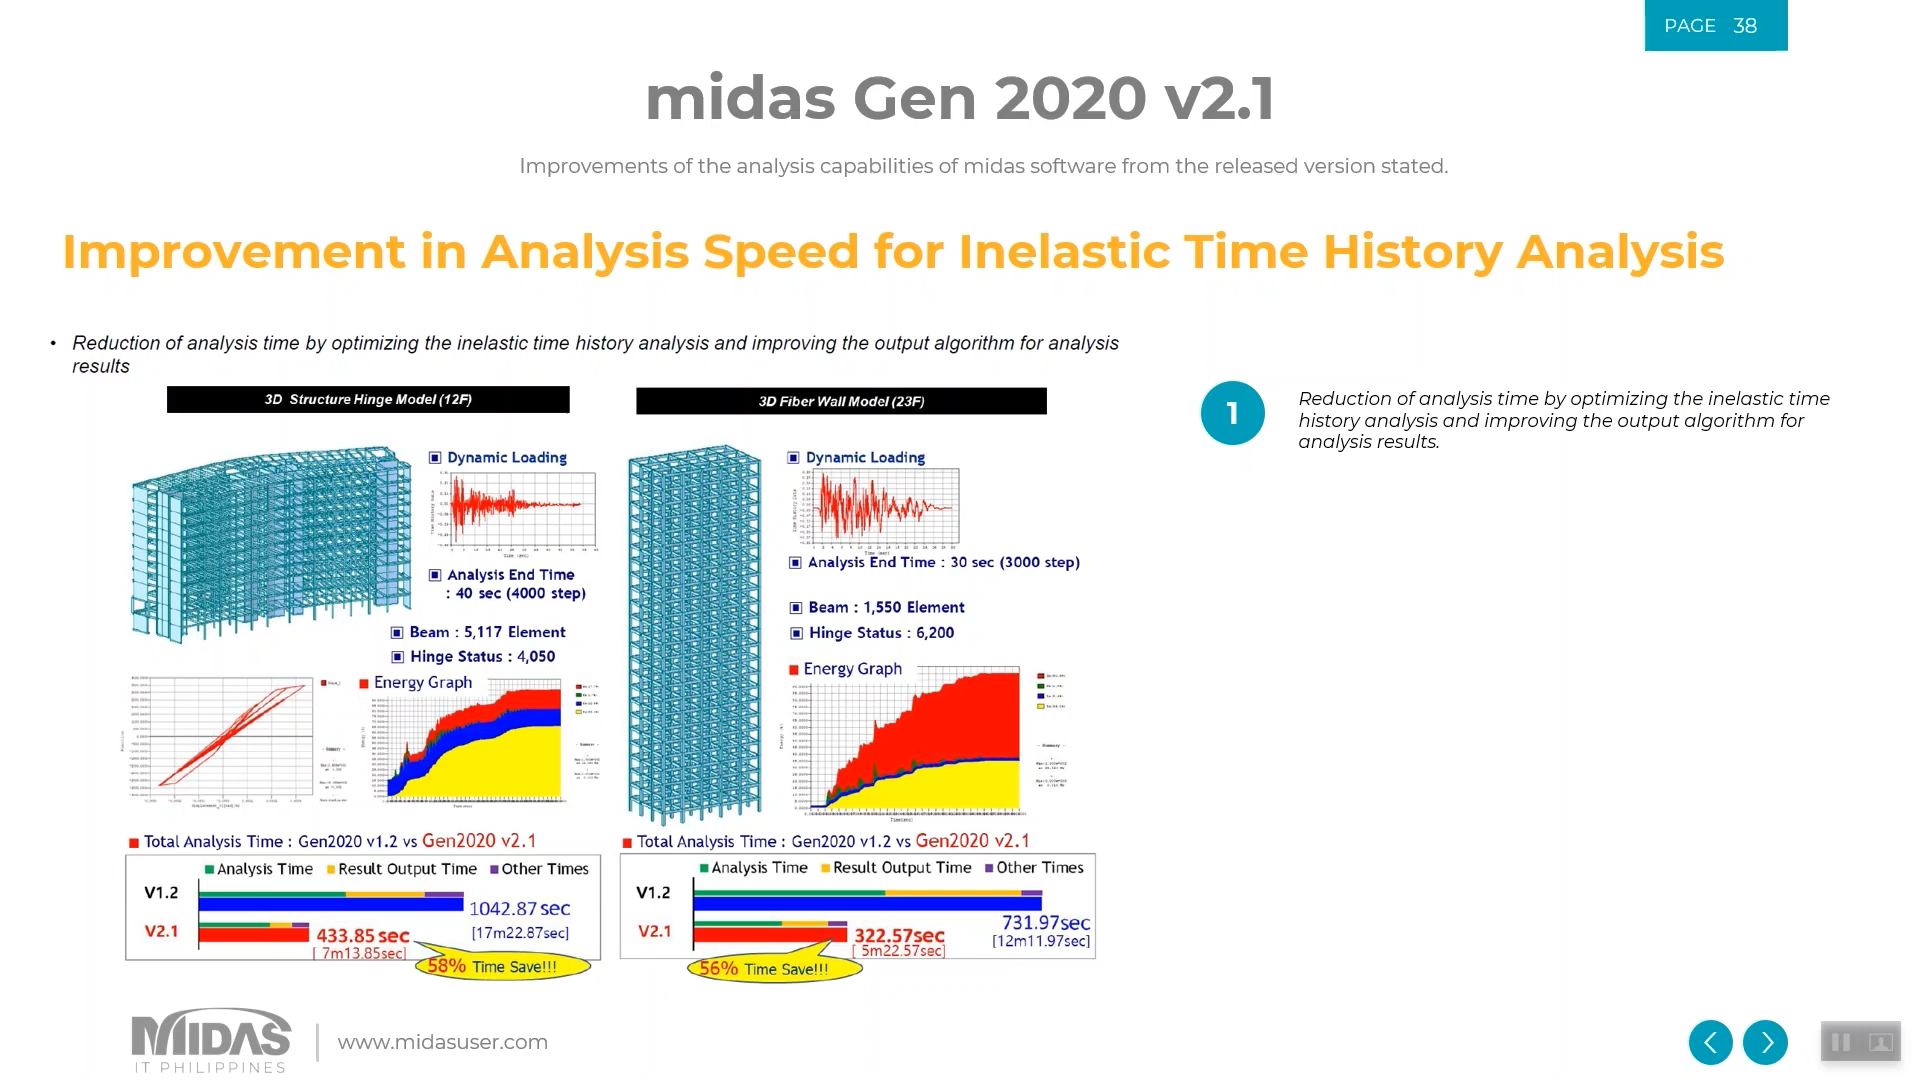 PAGE 38
midas Gen 2020 v2.1
Improvements of the analysis capabilities of midas software from the released version stated.
Improvement in Analysis Speed for Inelastic Time History Analysis
• Reduction of analysis time by optimizing the inelastic time history analysis and improving the output algorithm for analysis
results
3D Structure Hinge Model (12F)
Dynamic Loading
Analysis End Time
: 40 sec (4000 step)
Beam : 5,117 Element
Hinge Status : 4,050
Energy Graph
Total Analysis Time : Gen2020 v1.2 vs Gen2020 v2.1
Analysis Time Result Output Time Other Times
V1.2
1042.87 sec
[17m22.87sec]
V2.1
433.85 sec
[ 7m13.85sec]
58% Time Save!!!
3D Fiber Wall Model (23F)
Dynamic Loading
Analysis End Time : 30 sec (3000 step)
Beam : 1,550 Element
Hinge Status : 6,200
Energy Graph
Total Analysis Time : Gen2020 v1.2 vs Gen2020 v2.1
Analysis Time Result Output Time Other Times
V1.2
731.97sec
[12m11.97sec]
V2.1
322.57sec
[ 5m22.57sec]
56% Time Save!!!
1
Reduction of analysis time by optimizing the inelastic time
history analysis and improving the output algorithm for
analysis results.
MIDAS
IT PHILIPPINES
www.midasuser.com